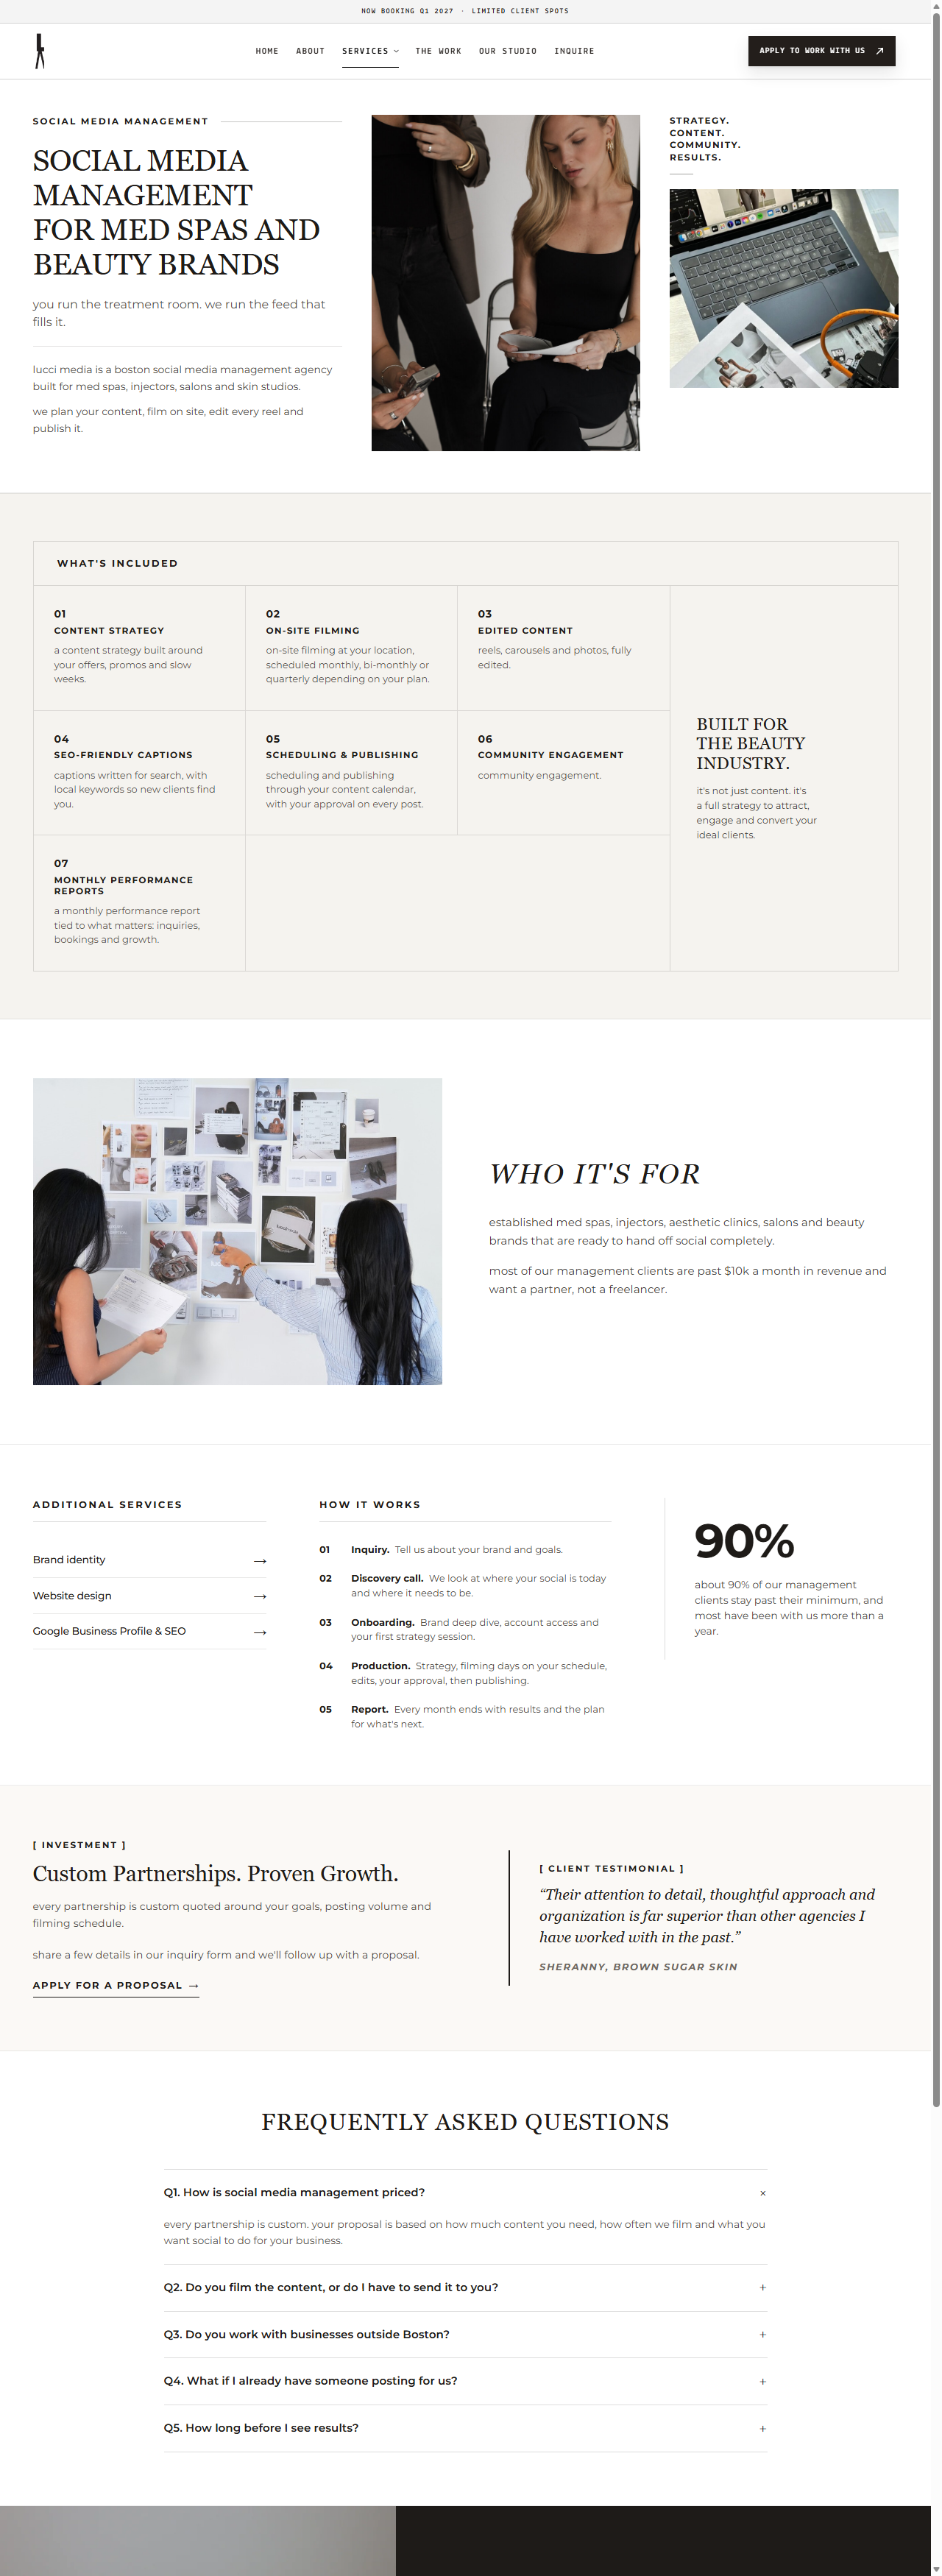 NOW BOOKING Q1 2027 · LIMITED CLIENT SPOTS
HOME ABOUT SERVICES THE WORK OUR STUDIO INQUIRE
APPLY TO WORK WITH US ↗
SOCIAL MEDIA MANAGEMENT
SOCIAL MEDIA
MANAGEMENT
FOR MED SPAS AND
BEAUTY BRANDS
you run the treatment room. we run the feed that
fills it.
lucci media is a boston social media management agency
built for med spas, injectors, salons and skin studios.
we plan your content, film on site, edit every reel and
publish it.
STRATEGY.
CONTENT.
COMMUNITY.
RESULTS.
WHAT'S INCLUDED
01
CONTENT STRATEGY
a content strategy built around
your offers, promos and slow
weeks.
02
ON-SITE FILMING
on-site filming at your location,
scheduled monthly, bi-monthly or
quarterly depending on your plan.
03
EDITED CONTENT
reels, carousels and photos, fully
edited.
04
SEO-FRIENDLY CAPTIONS
captions written for search, with
local keywords so new clients find
you.
05
SCHEDULING & PUBLISHING
scheduling and publishing
through your content calendar,
with your approval on every post.
06
COMMUNITY ENGAGEMENT
community engagement.
07
MONTHLY PERFORMANCE
REPORTS
a monthly performance report
tied to what matters: inquiries,
bookings and growth.
BUILT FOR
THE BEAUTY
INDUSTRY.
it's not just content. it's
a full strategy to attract,
engage and convert your
ideal clients.
WHO IT'S FOR
established med spas, injectors, aesthetic clinics, salons and beauty
brands that are ready to hand off social completely.
most of our management clients are past $10k a month in revenue and
want a partner, not a freelancer.
ADDITIONAL SERVICES
Brand identity →
Website design →
Google Business Profile & SEO →
HOW IT WORKS
01 Inquiry. Tell us about your brand and goals.
02 Discovery call. We look at where your social is today
and where it needs to be.
03 Onboarding. Brand deep dive, account access and
your first strategy session.
04 Production. Strategy, filming days on your schedule,
edits, your approval, then publishing.
05 Report. Every month ends with results and the plan
for what's next.
90%
about 90% of our management
clients stay past their minimum, and
most have been with us more than a
year.
[ INVESTMENT ]
Custom Partnerships. Proven Growth.
every partnership is custom quoted around your goals, posting volume and
filming schedule.
share a few details in our inquiry form and we'll follow up with a proposal.
APPLY FOR A PROPOSAL →
[ CLIENT TESTIMONIAL ]
“Their attention to detail, thoughtful approach and
organization is far superior than other agencies I
have worked with in the past.”
SHERANNY, BROWN SUGAR SKIN
FREQUENTLY ASKED QUESTIONS
Q1. How is social media management priced? ×
every partnership is custom. your proposal is based on how much content you need, how often we film and what you
want social to do for your business.
Q2. Do you film the content, or do I have to send it to you? +
Q3. Do you work with businesses outside Boston? +
Q4. What if I already have someone posting for us? +
Q5. How long before I see results? +